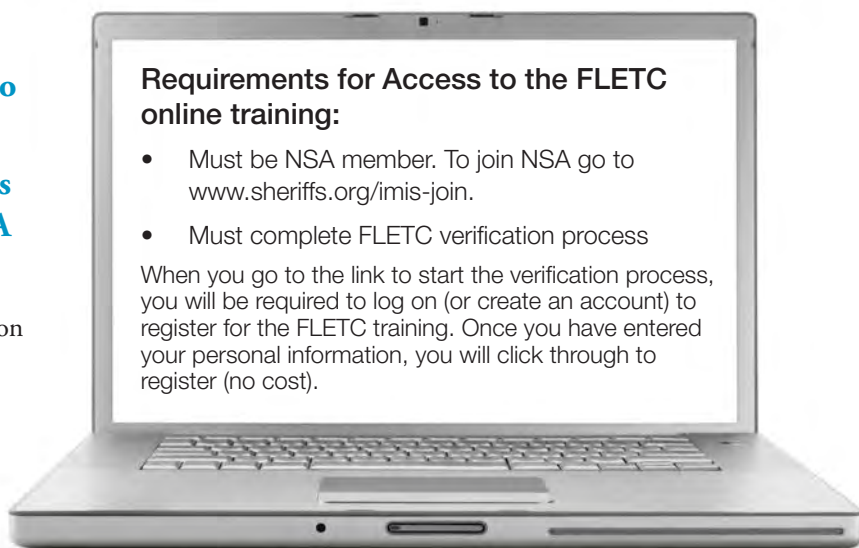 o
s
A
on
Requirements for Access to the FLETC
online training:
• Must be NSA member. To join NSA go to
www.sheriffs.org/imis-join.
• Must complete FLETC verification process
When you go to the link to start the verification process,
you will be required to log on (or create an account) to
register for the FLETC training. Once you have entered
your personal information, you will click through to
register (no cost).